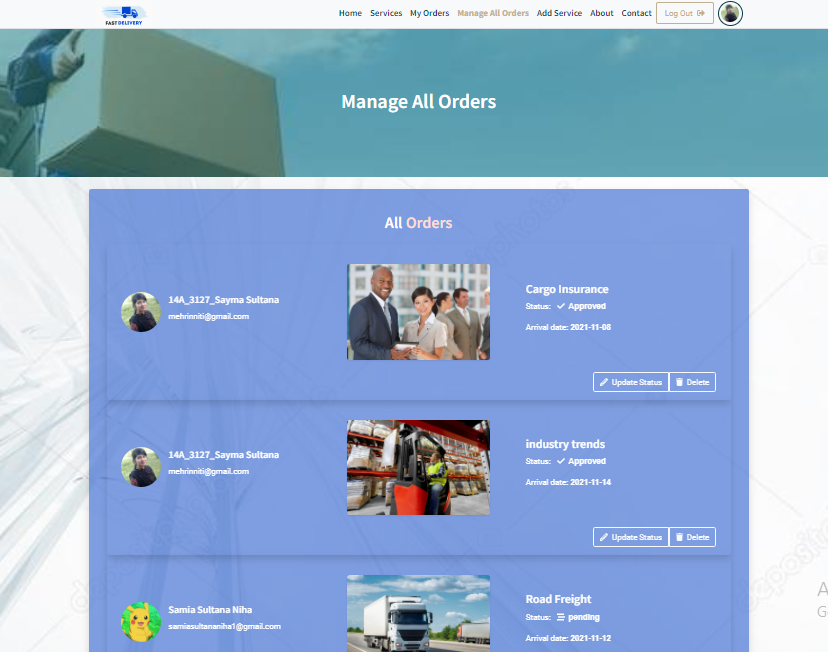 FAST DELIVERY
Home Services My Orders Manage All Orders Add Service About Contact Log Out
Manage All Orders
All Orders
14A_3127_Sayma Sultana
mehrinniti@gmail.com
Cargo Insurance
Status: Approved
Arrival date: 2021-11-08
Update Status Delete
14A_3127_Sayma Sultana
mehrinniti@gmail.com
industry trends
Status: Approved
Arrival date: 2021-11-14
Update Status Delete
Samia Sultana Niha
samiasultananiha1@gmail.com
Road Freight
Status: pending
Arrival date: 2021-11-12